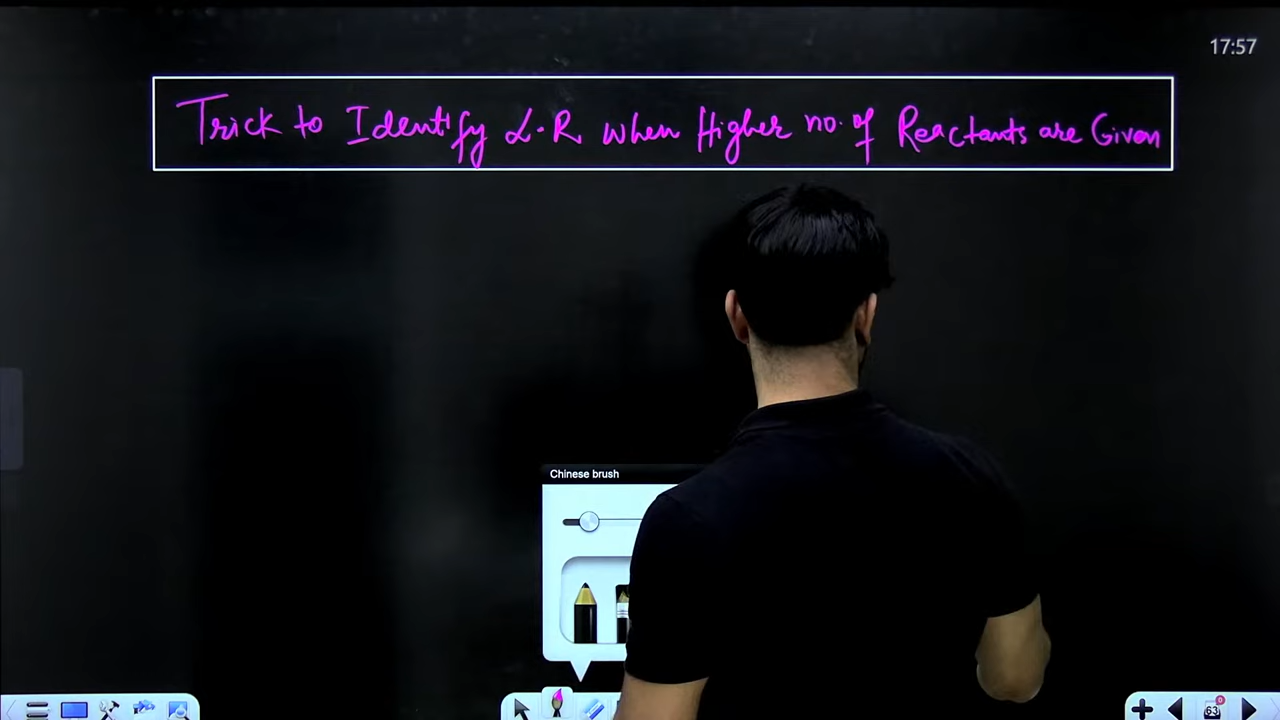 17:57
Trick to Identify L.R when Higher no. of Reactants are Given
Chinese brush
63